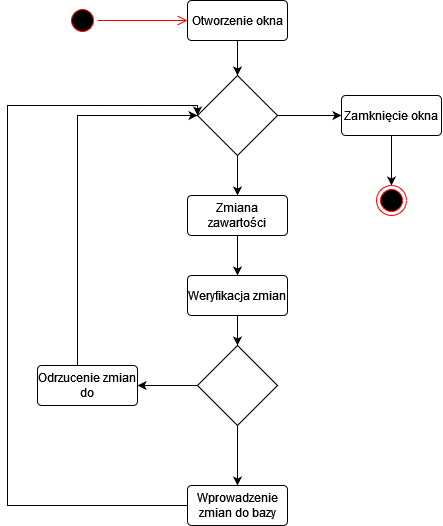 Otworzenie okna
Zamknięcie okna
Zmiana
zawartości
Weryfikacja zmian
Odrzucenie zmian
do
Wprowadzenie
zmian do bazy